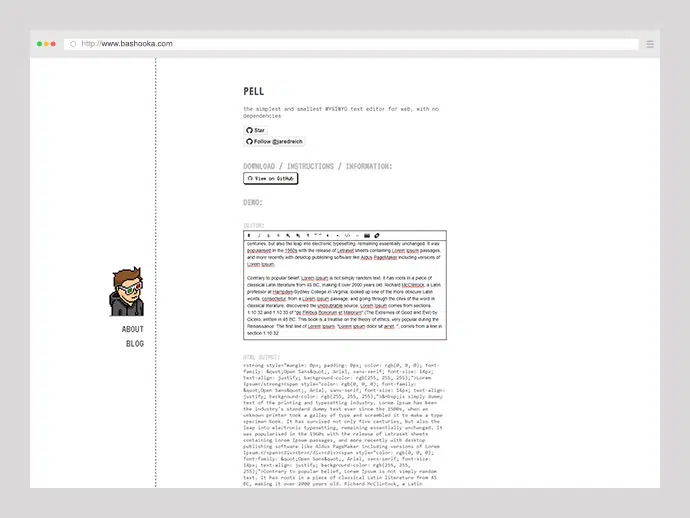 http://www.bashooka.com
PELL
the simplest and smallest WYSIWYG text editor for web, with no
dependencies
Star
Follow @jaredreich
DOWNLOAD / INSTRUCTIONS / INFORMATION:
View on GitHub
DEMO:
EDITOR:
B I U S H1 H2 ¶ “ ” </> —
centuries, but also the leap into electronic typesetting, remaining essentially unchanged. It was
popularised in the 1960s with the release of Letraset sheets containing Lorem Ipsum passages,
and more recently with desktop publishing software like Aldus PageMaker including versions of
Lorem Ipsum.
Contrary to popular belief, Lorem Ipsum is not simply random text. It has roots in a piece of
classical Latin literature from 45 BC, making it over 2000 years old. Richard McClintock, a Latin
professor at Hampden-Sydney College in Virginia, looked up one of the more obscure Latin
words, consectetur, from a Lorem Ipsum passage, and going through the cites of the word in
classical literature, discovered the undoubtable source. Lorem Ipsum comes from sections
1.10.32 and 1.10.33 of "de Finibus Bonorum et Malorum" (The Extremes of Good and Evil) by
Cicero, written in 45 BC. This book is a treatise on the theory of ethics, very popular during the
Renaissance. The first line of Lorem Ipsum, "Lorem ipsum dolor sit amet..", comes from a line in
section 1.10.32.
ABOUT
BLOG
HTML OUTPUT:
<strong style="margin: 0px; padding: 0px; color: rgb(0, 0, 0); font-
family: &quot;Open Sans&quot;, Arial, sans-serif; font-size: 14px;
text-align: justify; background-color: rgb(255, 255, 255);">Lorem
Ipsum</strong><span style="color: rgb(0, 0, 0); font-family:
&quot;Open Sans&quot;, Arial, sans-serif; font-size: 14px; text-
align: justify; background-color: rgb(255, 255,
255);">&nbsp;is simply dummy
text of the printing and typesetting industry. Lorem Ipsum has been
the industry's standard dummy text ever since the 1500s, when an
unknown printer took a galley of type and scrambled it to make a type
specimen book. It has survived not only five centuries, but also the
leap into electronic typesetting, remaining essentially unchanged. It
was popularised in the 1960s with the release of Letraset sheets
containing Lorem Ipsum passages, and more recently with desktop
publishing software like Aldus PageMaker including versions of Lorem
Ipsum.</span><div><br></div><div><span style="color: rgb(0, 0, 0);
font-family: &quot;Open Sans&quot;, Arial, sans-serif; font-size:
14px; text-align: justify; background-color: rgb(255, 255,
255);">Contrary to popular belief, Lorem Ipsum is not simply random
text. It has roots in a piece of classical Latin literature from 45
BC, making it over 2000 years old. Richard McClintock, a Latin